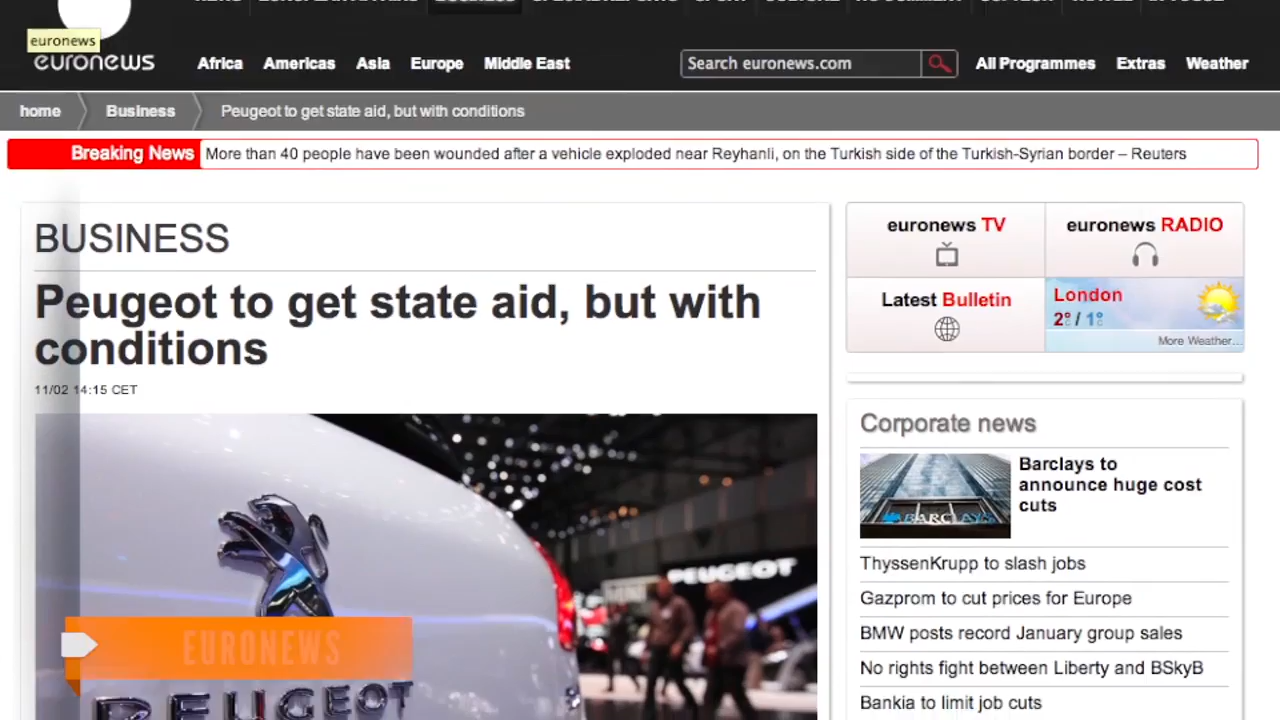 euronews
euronews
Africa Americas Asia Europe Middle East
Search euronews.com
All Programmes Extras Weather
home Business Peugeot to get state aid, but with conditions
Breaking News More than 40 people have been wounded after a vehicle exploded near Reyhanli, on the Turkish side of the Turkish-Syrian border – Reuters
BUSINESS
Peugeot to get state aid, but with
conditions
11/02 14:15 CET
PEUGEOT
EURONEWS
PEUGEOT
euronews TV
euronews RADIO
Latest Bulletin
London
2° / 1°
More Weather...
Corporate news
BARCLAYS
Barclays to
announce huge cost
cuts
ThyssenKrupp to slash jobs
Gazprom to cut prices for Europe
BMW posts record January group sales
No rights fight between Liberty and BSkyB
Bankia to limit job cuts